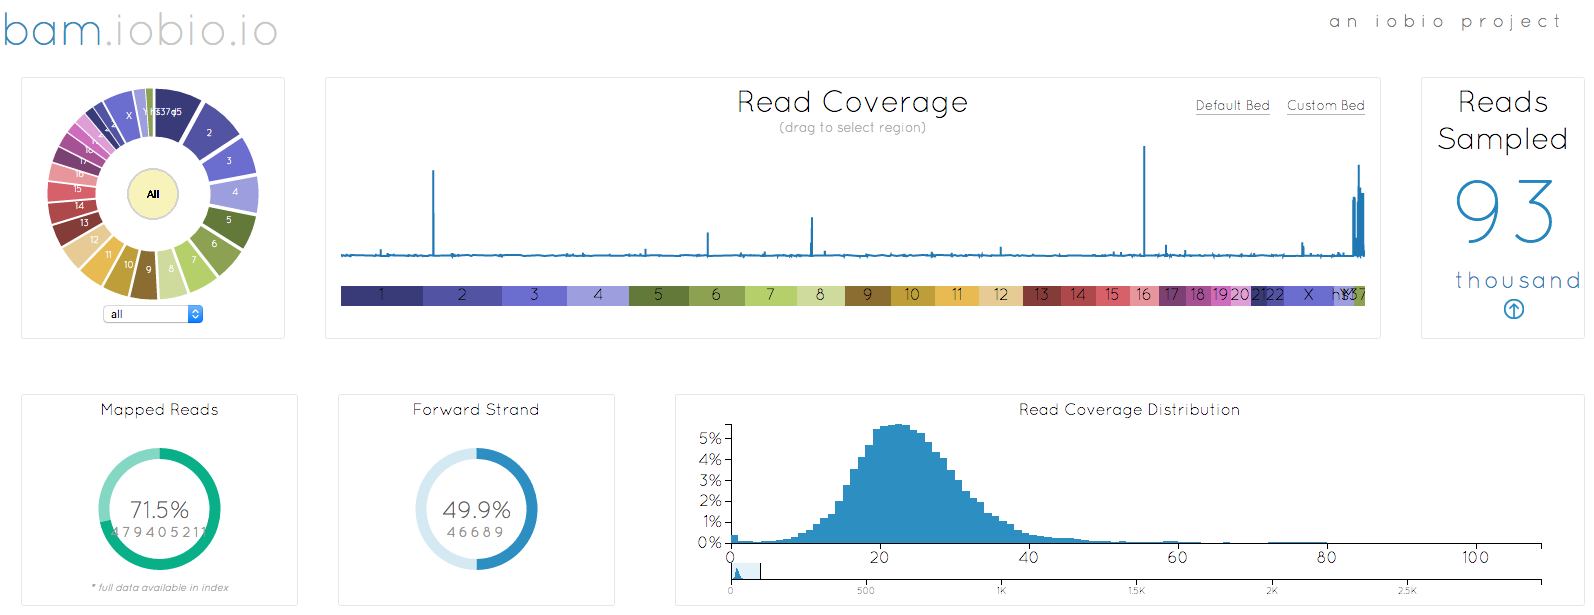 bam.iobio.io
an iobio project
X
Y
hs37d5
2
3
4
5
6
7
8
9
10
11
12
13
14
15
16
17
18
All
all
Read Coverage
(drag to select region)
Default Bed
Custom Bed
1 2 3 4 5 6 7 8 9 10 11 12 13 14 15 16 17 18 19 20 21 22 X
Reads
Sampled
93
thousand
Mapped Reads
71.5%
479405211
* full data available in index
Forward Strand
49.9%
46689
Read Coverage Distribution
5%
4%
3%
2%
1%
0%
0 20 40 60 80 100
0 500 1K 1.5K 2K 2.5K